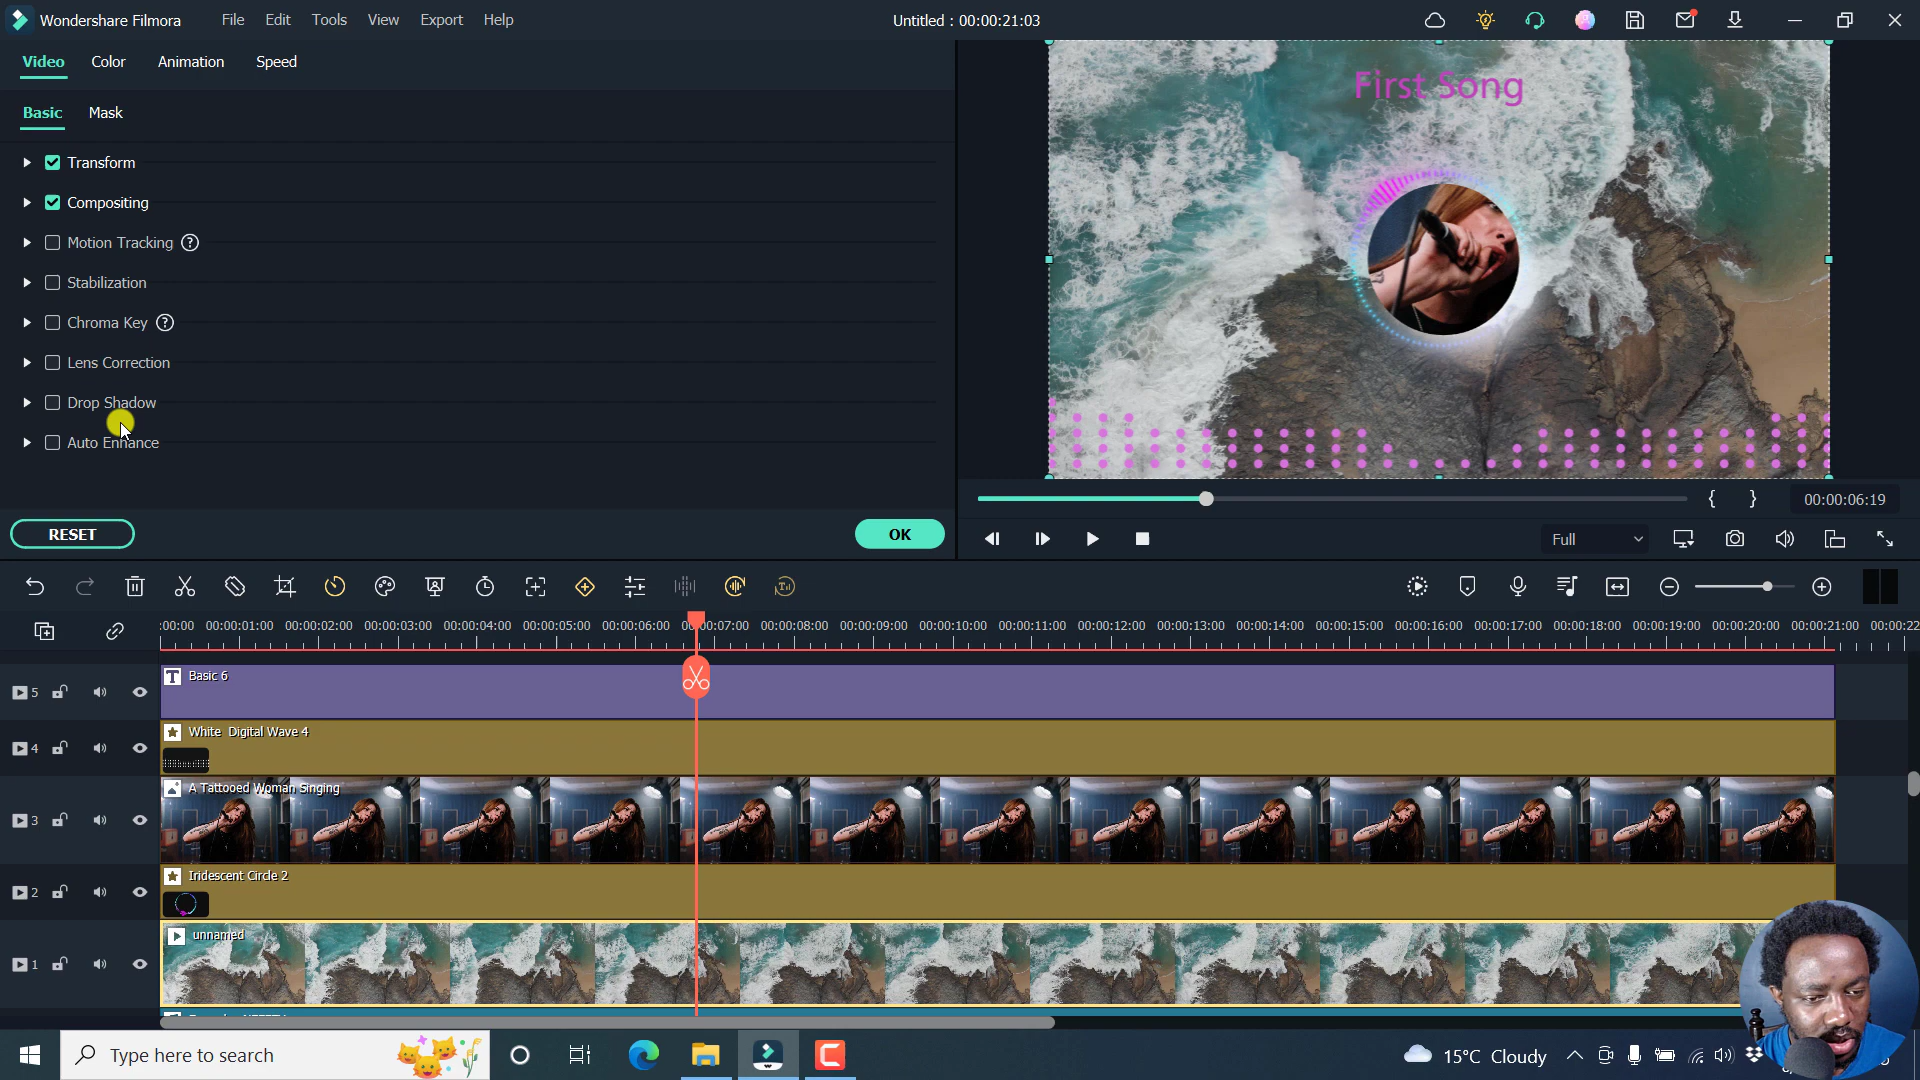 Wondershare Filmora File Edit Tools View Export Help Untitled : 00:00:21:03
Video Color Animation Speed
Basic Mask
Transform
Compositing
Motion Tracking ?
Stabilization
Chroma Key ?
Lens Correction
Drop Shadow
Auto Enhance
RESET OK
First Song
{ } 00:00:06:19
Full
:00:00 00:00:01:00 00:00:02:00 00:00:03:00 00:00:04:00 00:00:05:00 00:00:06:00 00:00:07:00 00:00:08:00 00:00:09:00 00:00:10:00 00:00:11:00 00:00:12:00 00:00:13:00 00:00:14:00 00:00:15:00 00:00:16:00 00:00:17:00 00:00:18:00 00:00:19:00 00:00:20:00 00:00:21:00 00:00:22
5 Basic 6
4 White Digital Wave 4
3 A Tattooed Woman Singing
2 Iridescent Circle 2
1 unnamed
Type here to search 15°C Cloudy